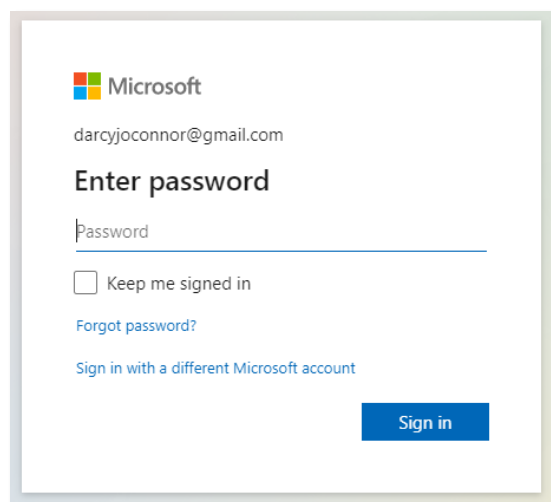 Microsoft
darcyjoconnor@gmail.com
Enter password
Password
Keep me signed in
Forgot password?
Sign in with a different Microsoft account
Sign in